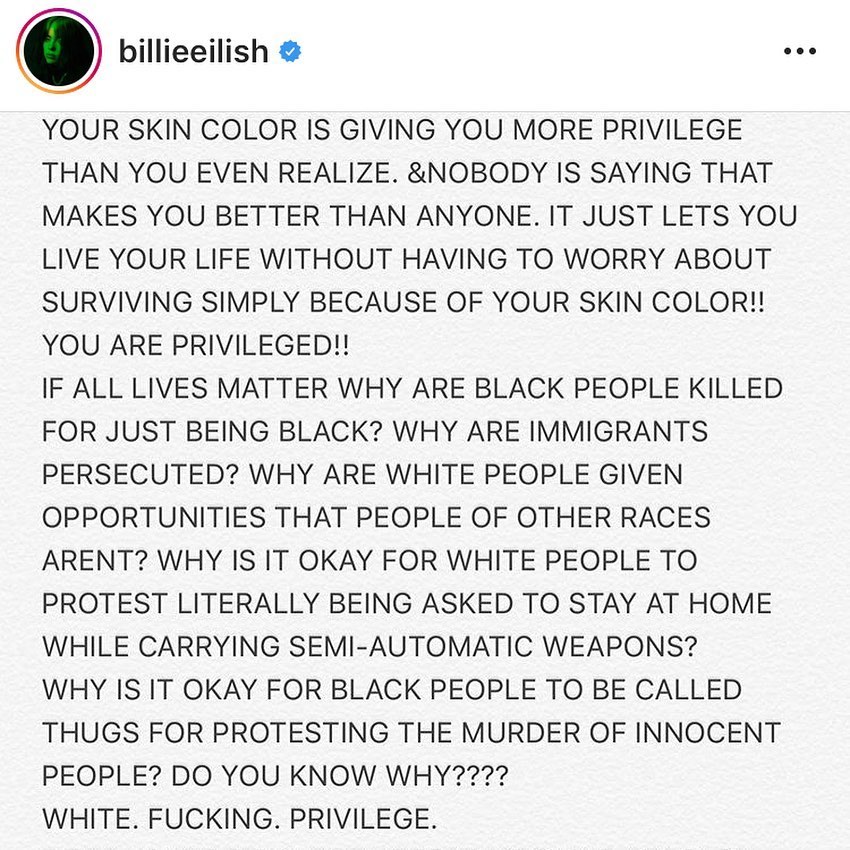 billieeilish
YOUR SKIN COLOR IS GIVING YOU MORE PRIVILEGE
THAN YOU EVEN REALIZE. &NOBODY IS SAYING THAT
MAKES YOU BETTER THAN ANYONE. IT JUST LETS YOU
LIVE YOUR LIFE WITHOUT HAVING TO WORRY ABOUT
SURVIVING SIMPLY BECAUSE OF YOUR SKIN COLOR!!
YOU ARE PRIVILEGED!!
IF ALL LIVES MATTER WHY ARE BLACK PEOPLE KILLED
FOR JUST BEING BLACK? WHY ARE IMMIGRANTS
PERSECUTED? WHY ARE WHITE PEOPLE GIVEN
OPPORTUNITIES THAT PEOPLE OF OTHER RACES
ARENT? WHY IS IT OKAY FOR WHITE PEOPLE TO
PROTEST LITERALLY BEING ASKED TO STAY AT HOME
WHILE CARRYING SEMI-AUTOMATIC WEAPONS?
WHY IS IT OKAY FOR BLACK PEOPLE TO BE CALLED
THUGS FOR PROTESTING THE MURDER OF INNOCENT
PEOPLE? DO YOU KNOW WHY????
WHITE. FUCKING. PRIVILEGE.